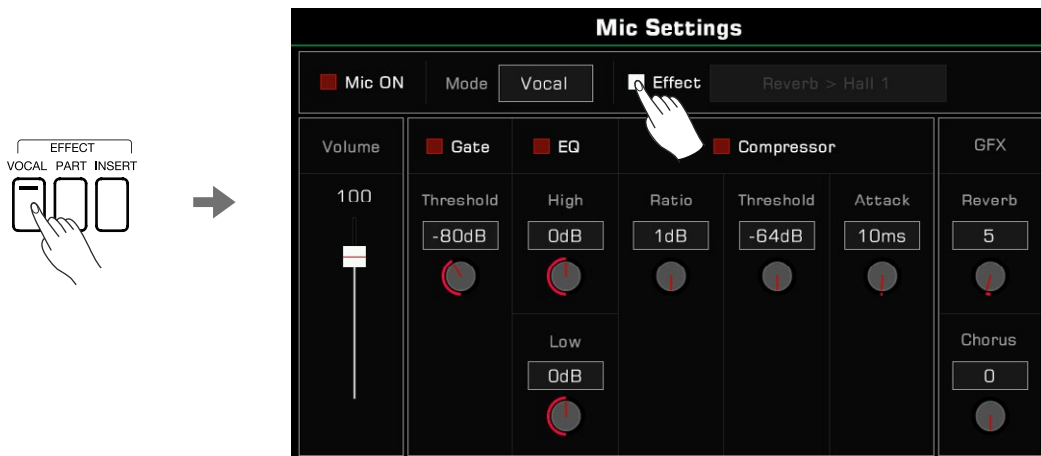 EFFECT
VOCAL PART INSERT
Mic Settings
Mic ON Mode Vocal Effect Reverb > Hall 1
Volume Gate EQ Compressor GFX
100 Threshold High Ratio Threshold Attack Reverb
-80dB 0dB 1dB -64dB 10ms 5
Low Chorus
0dB 0